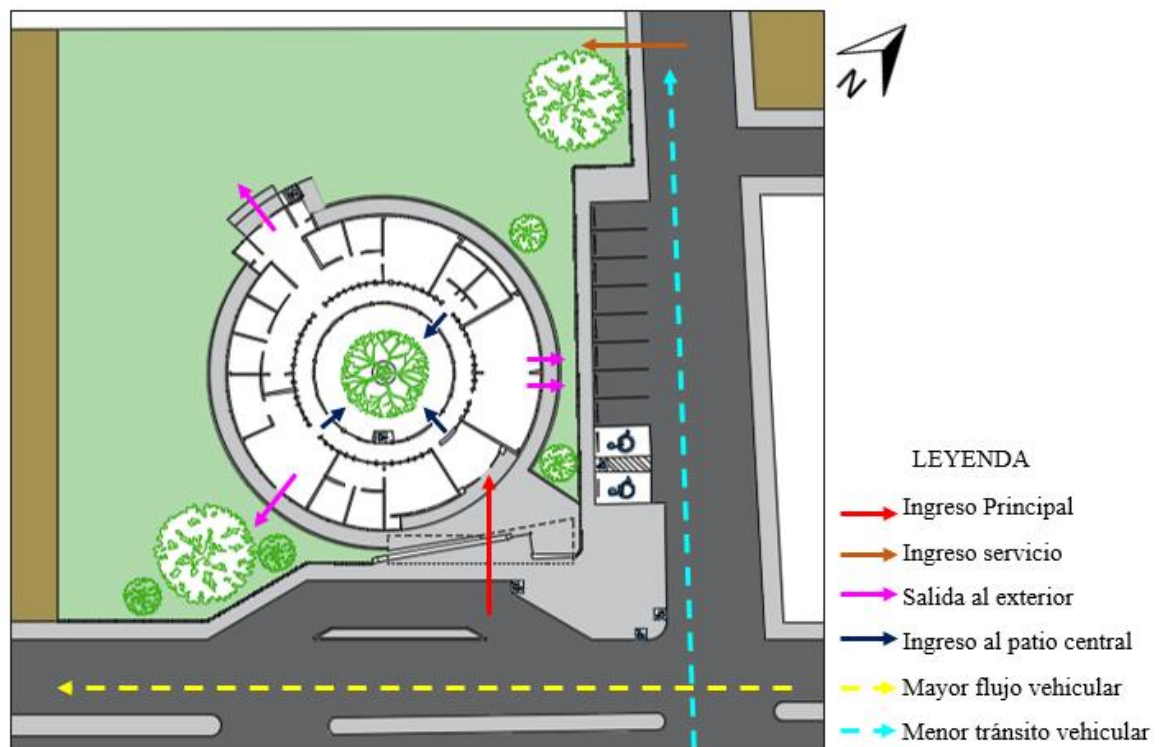 N
LEYENDA
Ingreso Principal
Ingreso servicio
Salida al exterior
Ingreso al patio central
Mayor flujo vehicular
Menor tránsito vehicular